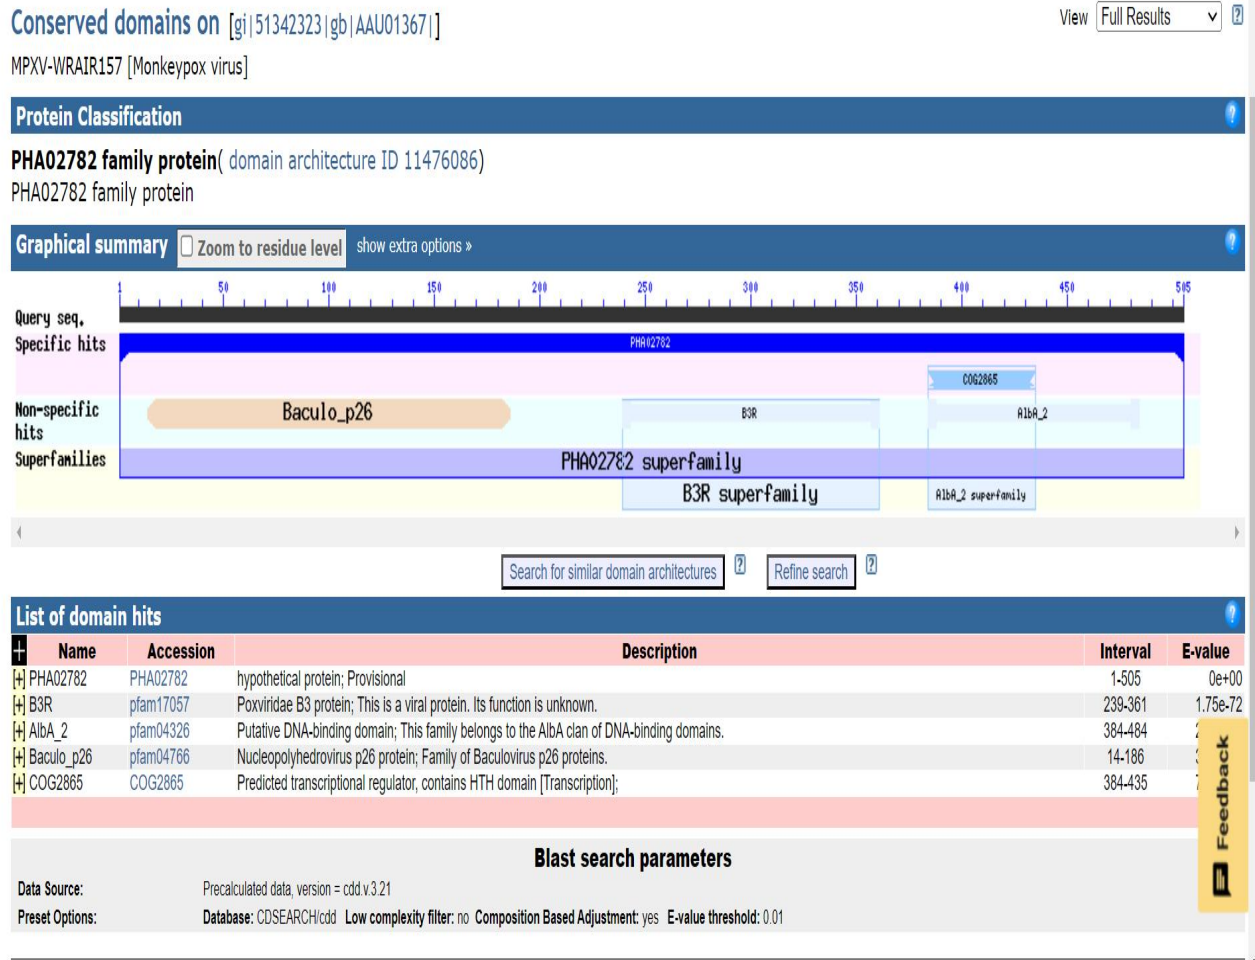 Conserved domains on [gi|51342323|gb|AAU01367|]
View Full Results ?
MPXV-WRAIR157 [Monkeypox virus]
Protein Classification ?
PHA02782 family protein( domain architecture ID 11476086)
PHA02782 family protein
Graphical summary Zoom to residue level show extra options » ?
1 50 100 150 200 250 300 350 400 450 505
Query seq.
Specific hits PHA02782
COG2865
Non-specific hits Baculo_p26 B3R AlbA_2
Superfamilies PHA02782 superfamily
B3R superfamily AlbA_2 superfamily
Search for similar domain architectures ? Refine search ?
List of domain hits ?
+ Name Accession Description Interval E-value
[+] PHA02782 PHA02782 hypothetical protein; Provisional 1-505 0e+00
[+] B3R pfam17057 Poxviridae B3 protein; This is a viral protein. Its function is unknown. 239-361 1.75e-72
[+] AlbA_2 pfam04326 Putative DNA-binding domain; This family belongs to the AlbA clan of DNA-binding domains. 384-484
[+] Baculo_p26 pfam04766 Nucleopolyhedrovirus p26 protein; Family of Baculovirus p26 proteins. 14-186
[+] COG2865 COG2865 Predicted transcriptional regulator, contains HTH domain [Transcription]; 384-435
Feedback
Blast search parameters
Data Source: Precalculated data, version = cdd.v.3.21
Preset Options: Database: CDSEARCH/cdd Low complexity filter: no Composition Based Adjustment: yes E-value threshold: 0.01